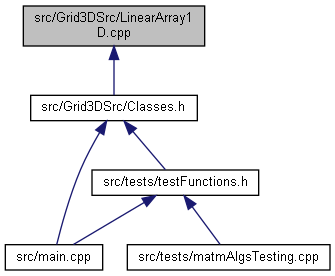 src/Grid3DSrc/LinearArray1
D.cpp
src/Grid3DSrc/Classes.h
src/tests/testFunctions.h
src/main.cpp
src/tests/matmAlgsTesting.cpp